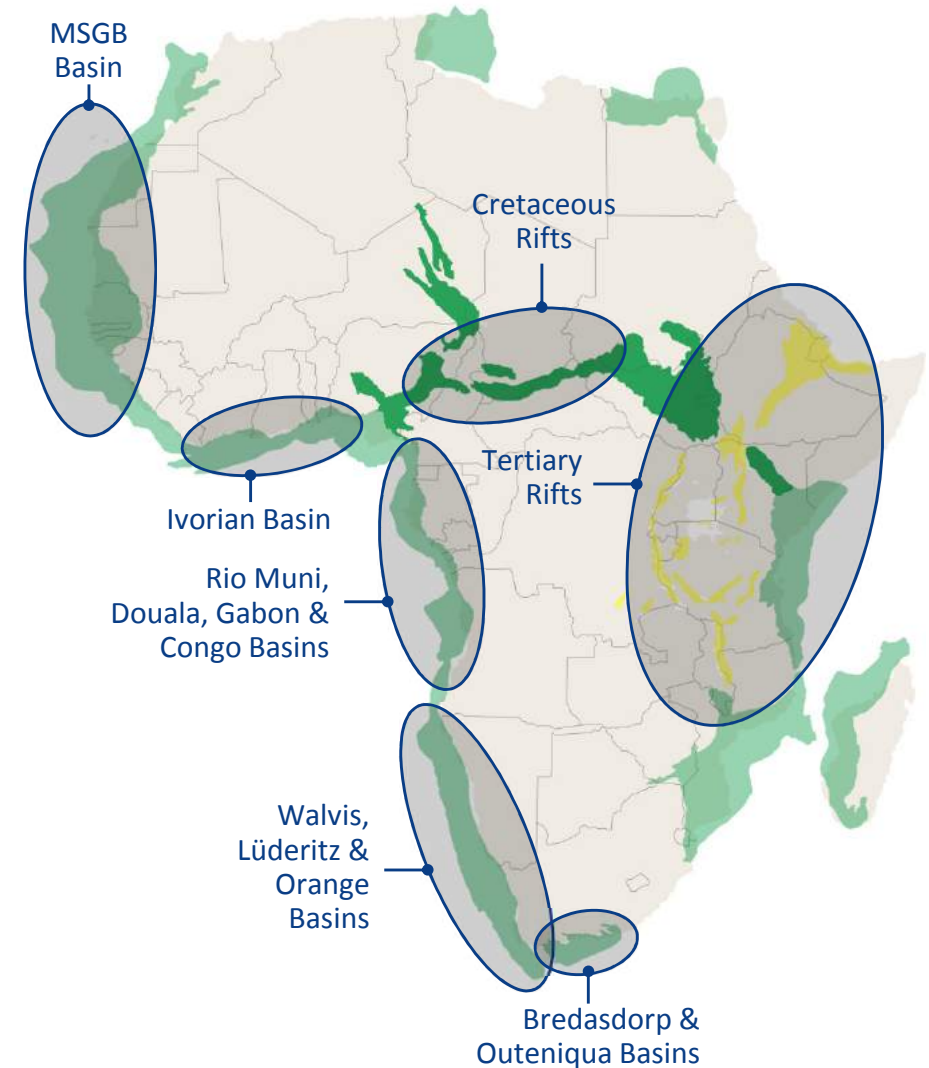 MSGB
Basin
Cretaceous
Rifts
Tertiary
Rifts
Ivorian Basin
Rio Muni,
Douala, Gabon &
Congo Basins
Walvis,
Lüderitz &
Orange
Basins
Bredasdorp &
Outeniqua Basins